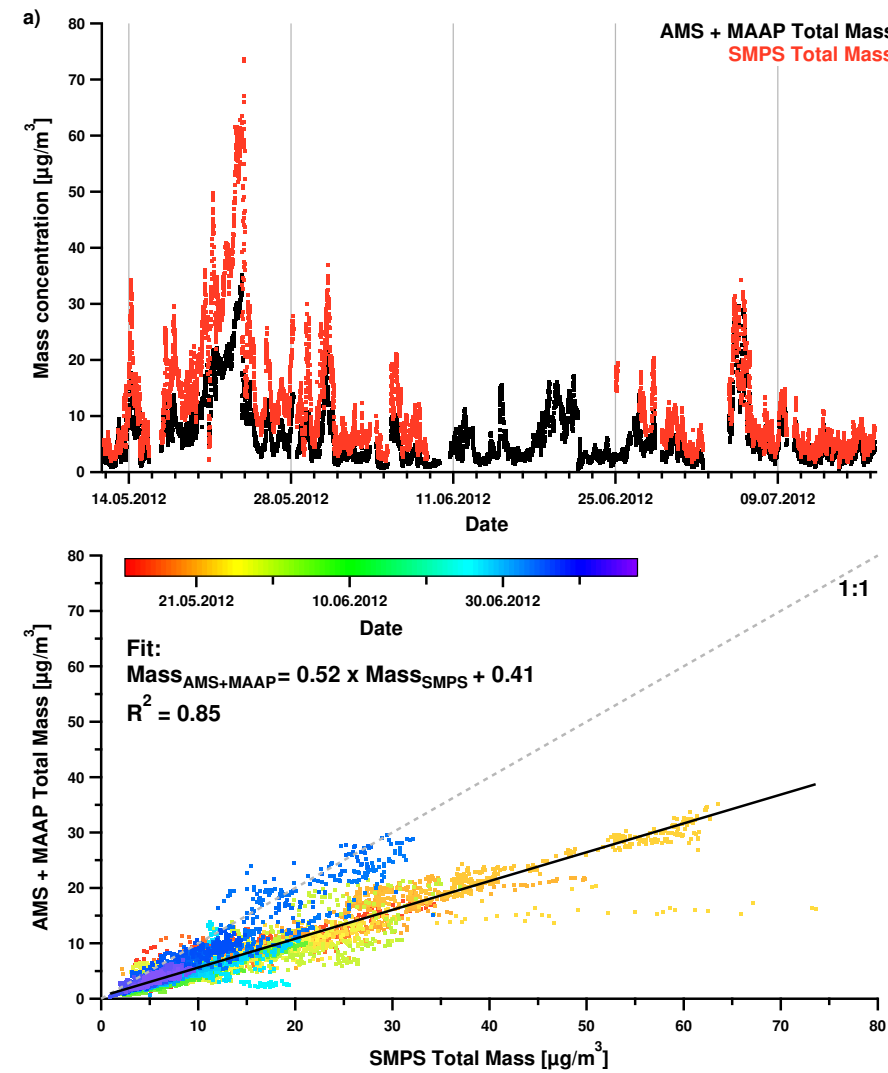 a)
AMS + MAAP Total Mass
SMPS Total Mass
80
70
60
50
40
30
20
10
0
Mass concentration [µg/m³]
14.05.2012 28.05.2012 11.06.2012 25.06.2012 09.07.2012
Date
80
70
60
50
40
30
20
10
0
AMS + MAAP Total Mass [µg/m³]
21.05.2012 10.06.2012 30.06.2012
Date
1:1
Fit:
Mass_AMS+MAAP = 0.52 x Mass_SMPS + 0.41
R² = 0.85
0 10 20 30 40 50 60 70 80
SMPS Total Mass [µg/m³]